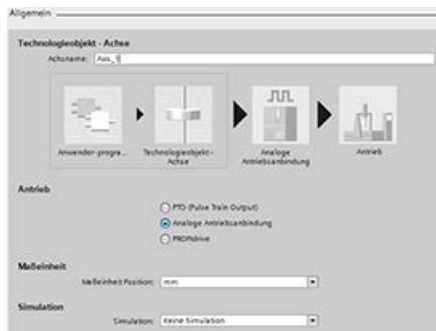 Allgemein
Technologieobjekt - Achse
Achsname: Axis_1
Anwender-progra... Technologieobjekt - Achse Analoge Antriebsanbindung Antrieb
Antrieb
PTO (Pulse Train Output)
Analoge Antriebsanbindung
PROFIdrive
Maßeinheit
Maßeinheit Position: mm
Simulation
Simulation: Keine Simulation